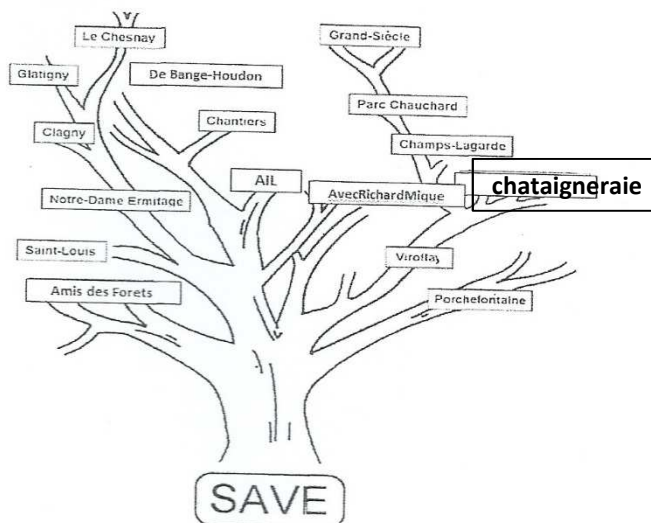 Le Chesnay
Grand-Siècle
Glatigny
De Bange-Houdon
Parc Chauchard
Chantiers
Clagny
Champs-Lagarde
AIL
AvecRichardMique
chataigneraie
Notre-Dame Ermitage
Saint-Louis
Viroflay
Amis des Forets
Porchefontaine
SAVE